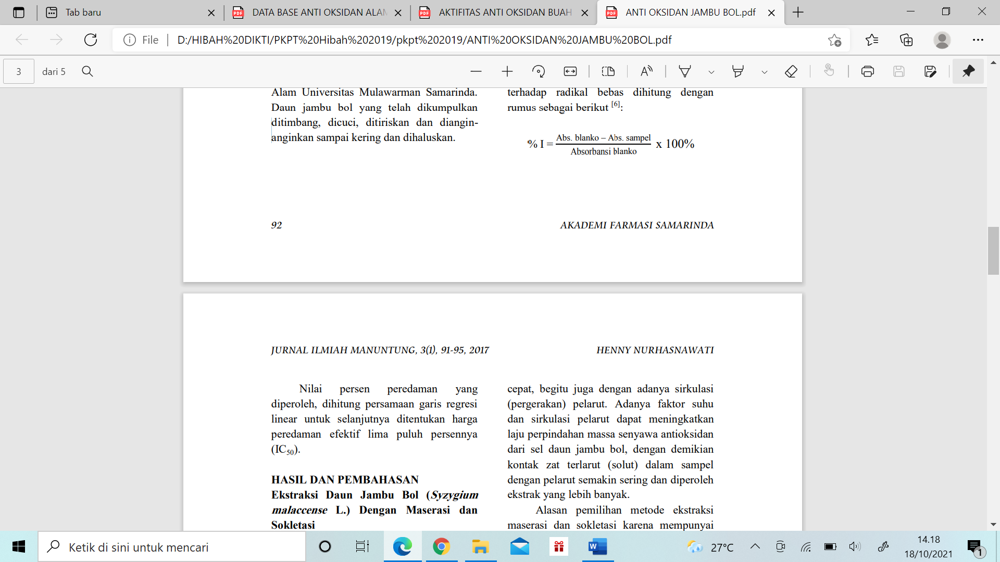 Tab baru
DATA BASE ANTI OKSIDAN ALAM
AKTIFITAS ANTI OKSIDAN BUAH
ANTI OKSIDAN JAMBU BOL.pdf
File
D:/HIBAH%20DIKTI/PKPT%20Hibah%202019/pkpt%202019/ANTI%20OKSIDAN%20JAMBU%20BOL.pdf
3 dari 5
Alam Universitas Mulawarman Samarinda.
Daun jambu bol yang telah dikumpulkan
ditimbang, dicuci, ditiriskan dan diangin-
anginkan sampai kering dan dihaluskan.
terhadap radikal bebas dihitung dengan
rumus sebagai berikut [6]:
Abs. blanko – Abs. sampel
% I = x 100%
Absorbansi blanko
92
AKADEMI FARMASI SAMARINDA
JURNAL ILMIAH MANUNTUNG, 3(1), 91-95, 2017
HENNY NURHASNAWATI
Nilai persen peredaman yang
diperoleh, dihitung persamaan garis regresi
linear untuk selanjutnya ditentukan harga
peredaman efektif lima puluh persennya
(IC50).
HASIL DAN PEMBAHASAN
Ekstraksi Daun Jambu Bol (Syzygium
malaccense L.) Dengan Maserasi dan
Sokletasi
cepat, begitu juga dengan adanya sirkulasi
(pergerakan) pelarut. Adanya faktor suhu
dan sirkulasi pelarut dapat meningkatkan
laju perpindahan massa senyawa antioksidan
dari sel daun jambu bol, dengan demikian
kontak zat terlarut (solut) dalam sampel
dengan pelarut semakin sering dan diperoleh
ekstrak yang lebih banyak.
Alasan pemilihan metode ekstraksi
maserasi dan sokletasi karena mempunyai
Ketik di sini untuk mencari
27°C
14.18
18/10/2021
1